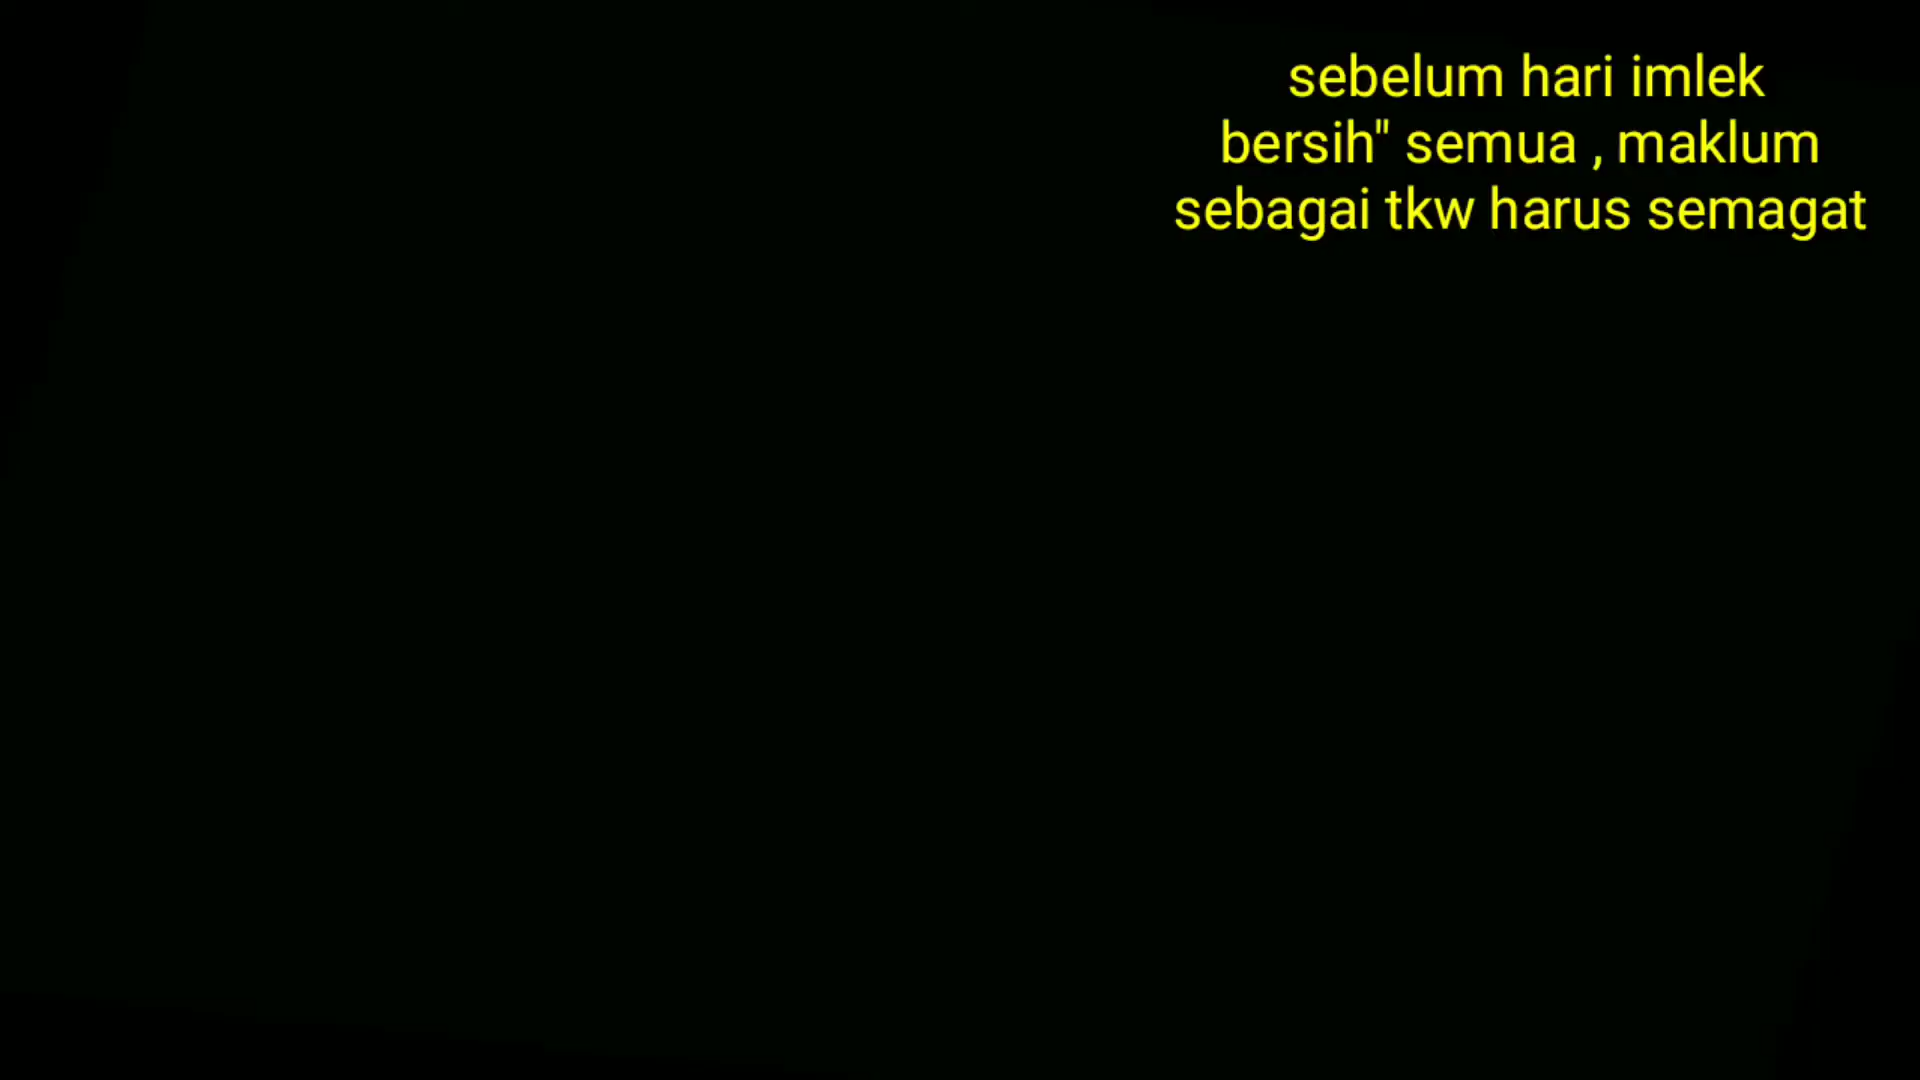 sebelum hari imlek
bersih" semua , maklum
sebagai tkw harus semagat